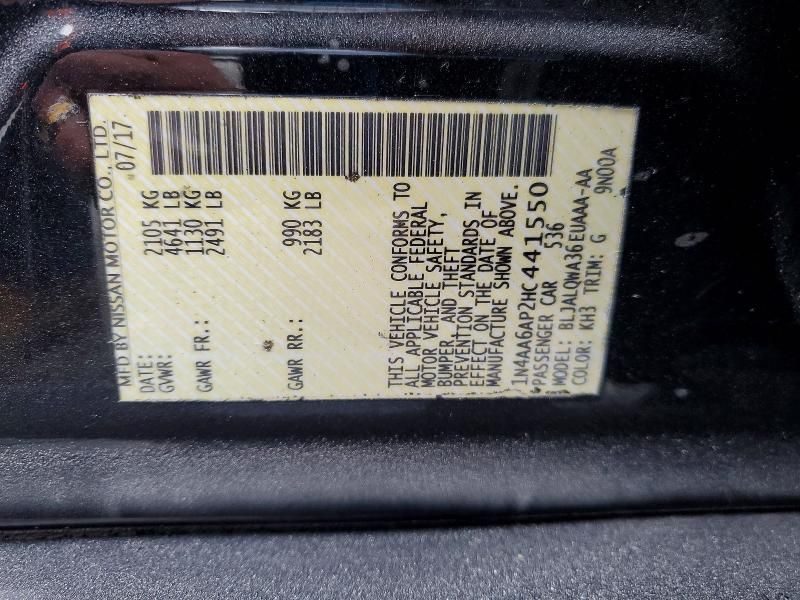 MFD BY NISSAN MOTOR CO., LTD.
DATE: 07/17
GVWR: 2105 KG
4641 LB
GAWR FR.: 1130 KG
2491 LB
GAWR RR.: 990 KG
2183 LB
THIS VEHICLE CONFORMS TO
ALL APPLICABLE FEDERAL
MOTOR VEHICLE SAFETY,
BUMPER, AND THEFT
PREVENTION STANDARDS IN
EFFECT ON THE DATE OF
MANUFACTURE SHOWN ABOVE.
1N4AA6AP2HC441550
PASSENGER CAR 536
MODEL: BLJALQWA36EUAAA-AA
COLOR: KH3 TRIM: G 9N00A